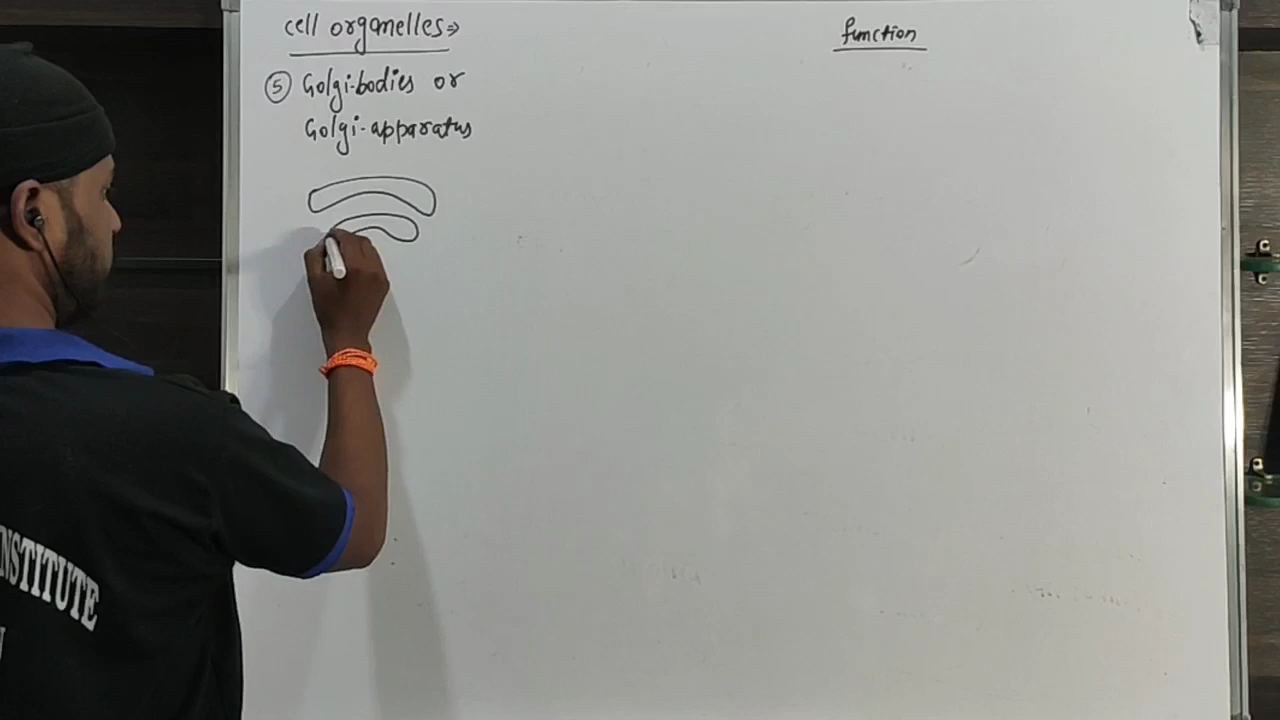 cell organelles⇒
function
⑤ Golgi-bodies or
Golgi-apparatus
INSTITUTE